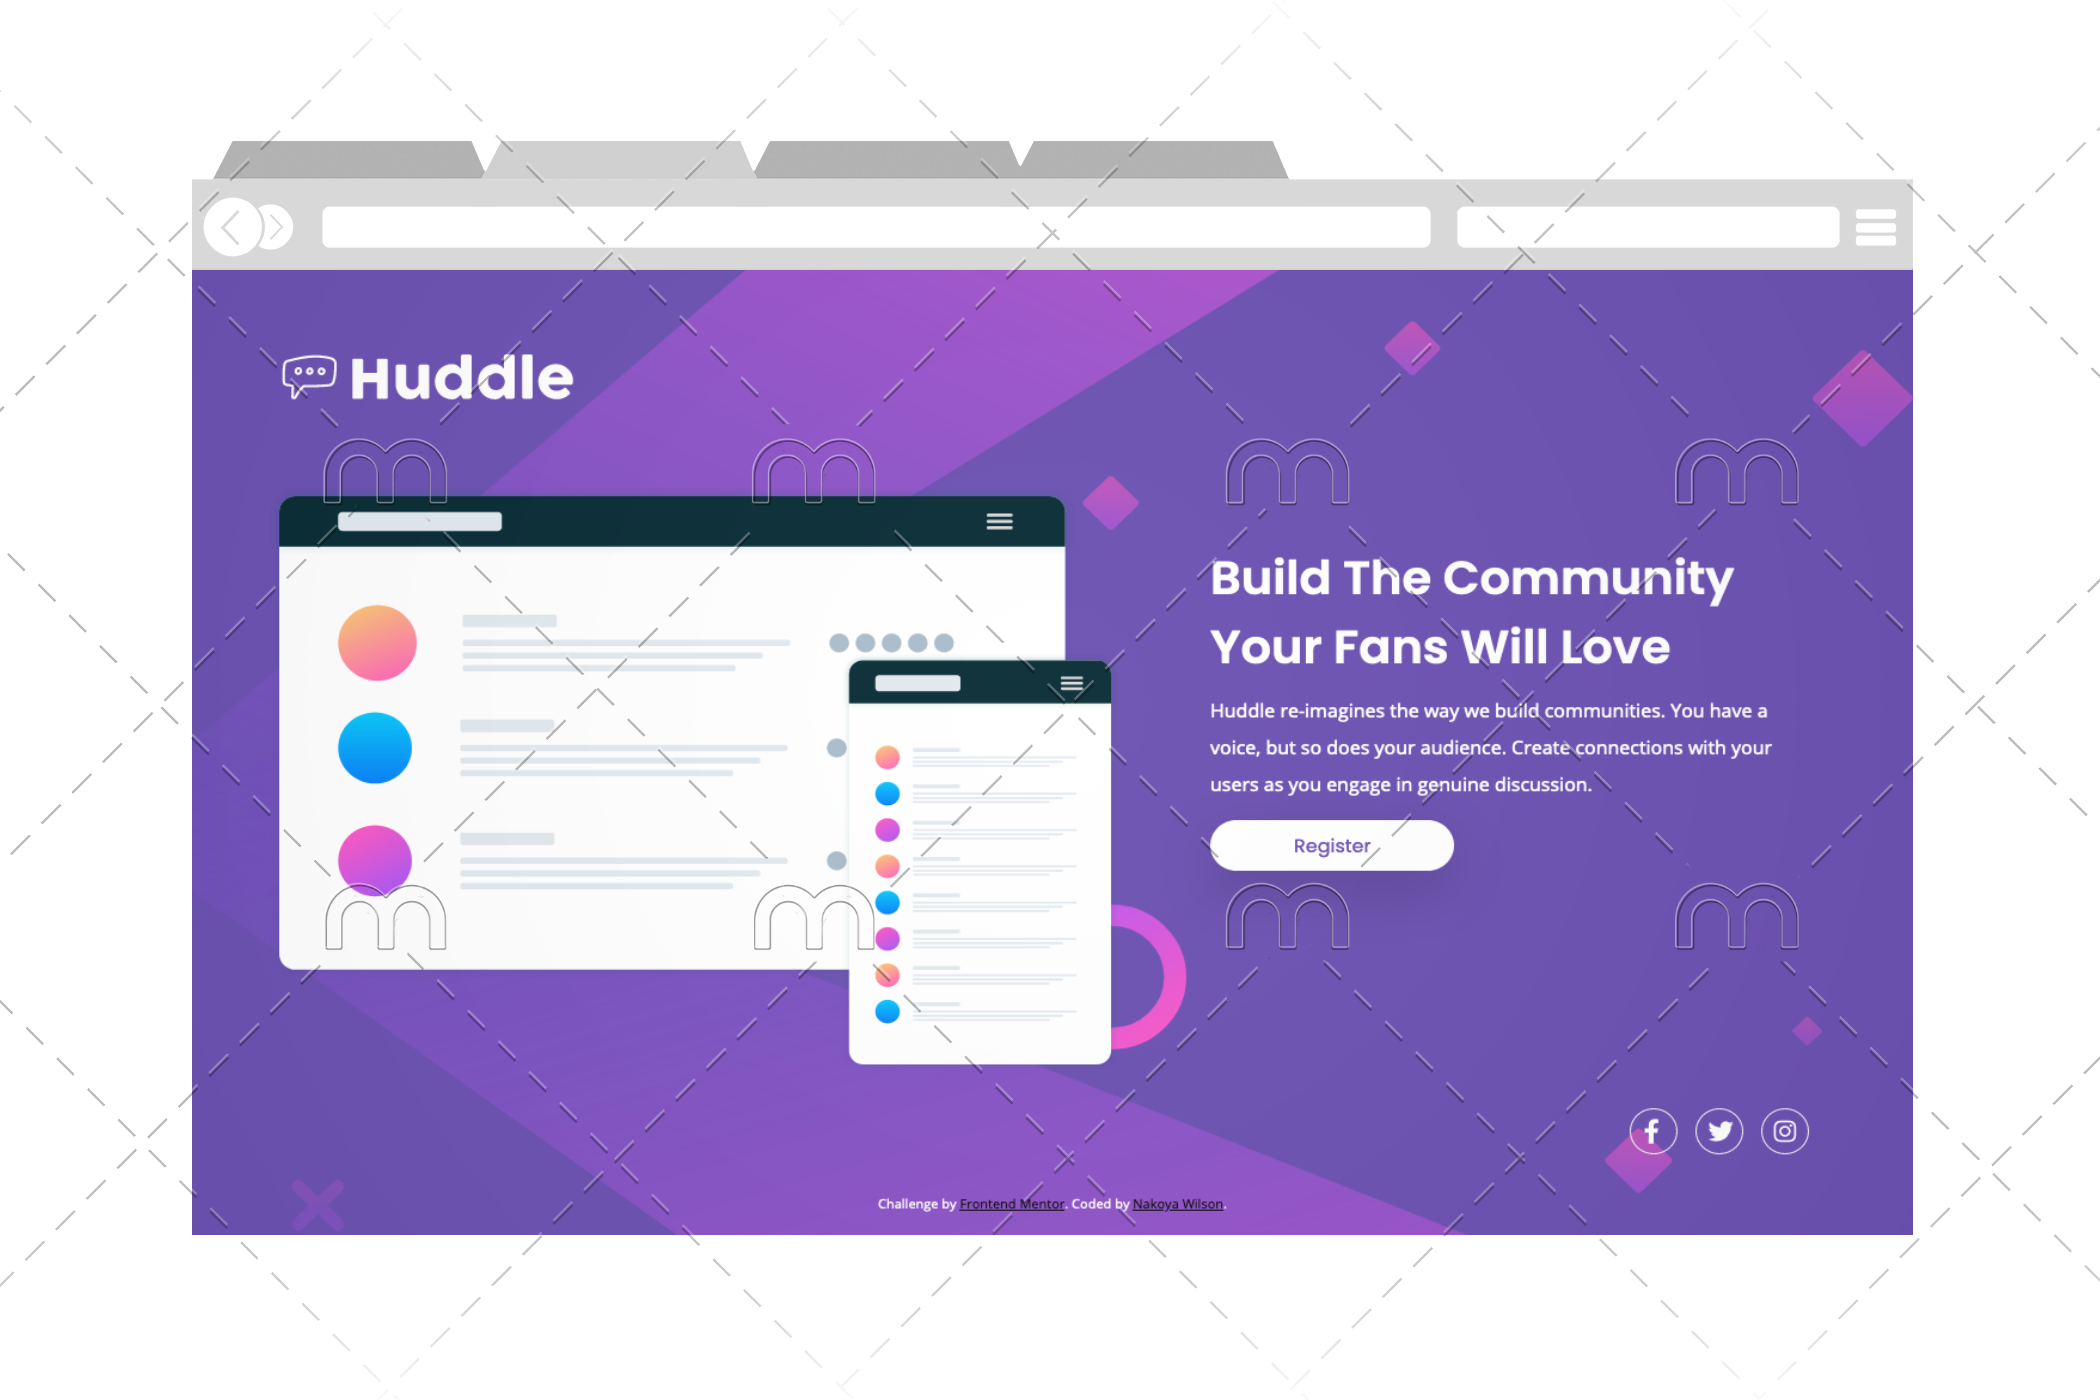 Huddle
Build The Community
Your Fans Will Love
Huddle re-imagines the way we build communities. You have a
voice, but so does your audience. Create connections with your
users as you engage in genuine discussion.
Register
Challenge by Frontend Mentor. Coded by Nakoya Wilson.